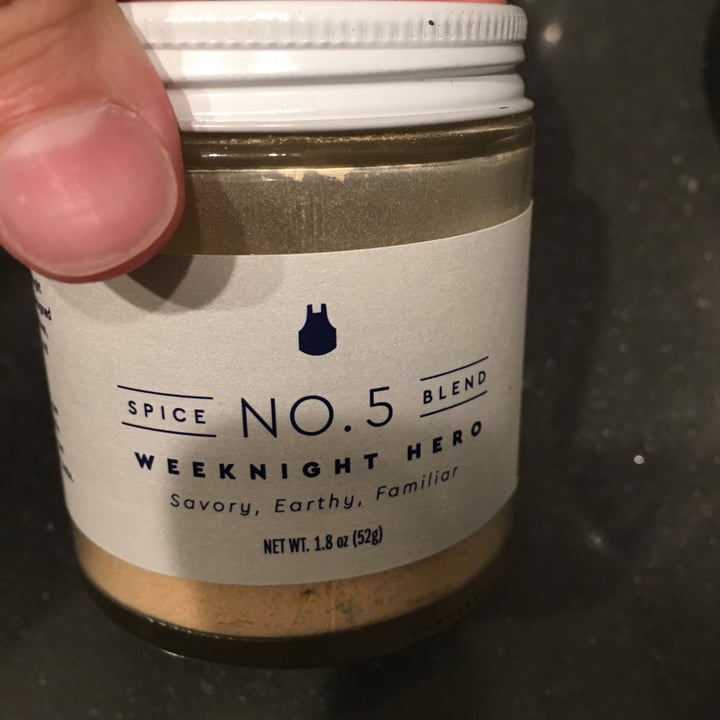 SPICE NO.5 BLEND
WEEKNIGHT HERO
Savory, Earthy, Familiar
NET WT. 1.8 oz (52g)